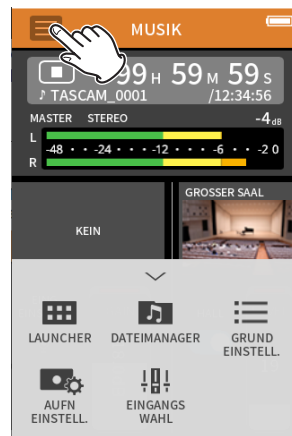 MUSIK
99 H 59 M 59 S
♪ TASCAM_0001 /12:34:56
MASTER STEREO -4 dB
L
-48 · · -24 · · · -12 · · · -6 · · -2 0
R
KEIN
GROSSER SAAL
LAUNCHER
DATEIMANAGER
GRUND
EINSTELL.
AUFN
EINSTELL.
EINGANGS
WAHL